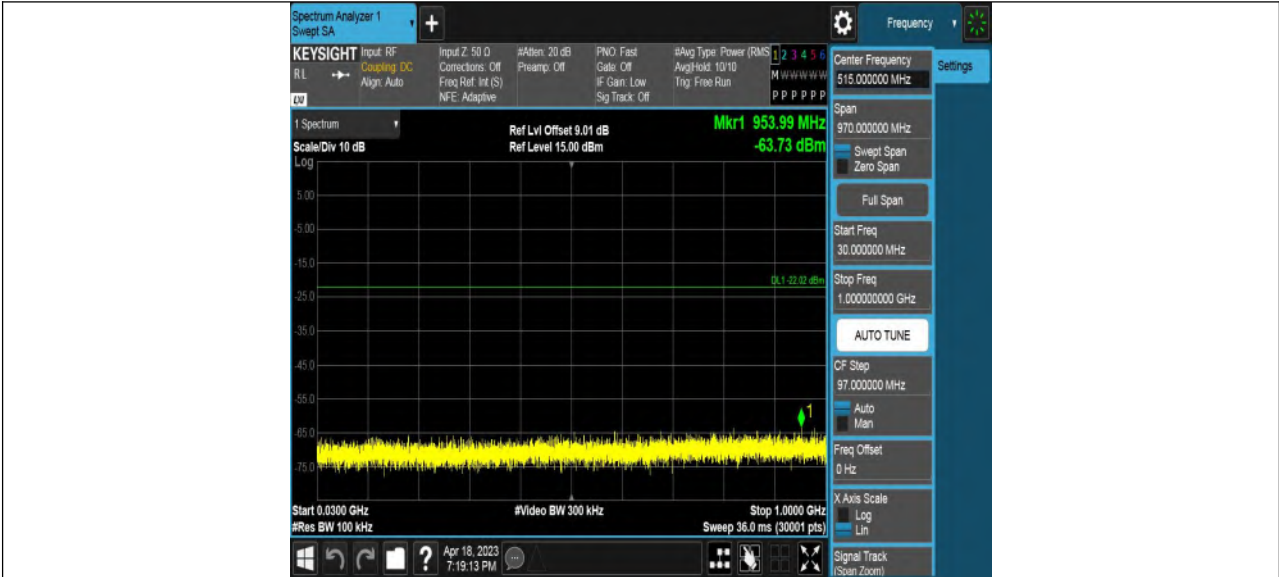 Spectrum Analyzer 1
Swept SA
+
Frequency
KEYSIGHT
RL
LXI
Input: RF
Coupling: DC
Align: Auto
Input Z: 50 Ω
Corrections: Off
Freq Ref: Int (S)
NFE: Adaptive
#Atten: 20 dB
Preamp: Off
PNO: Fast
Gate: Off
IF Gain: Low
Sig Track: Off
#Avg Type: Power (RMS
Avg|Hold: 10/10
Trig: Free Run
1 2 3 4 5 6
M W W W W W
P P P P P P
1 Spectrum
Scale/Div 10 dB
Ref Lvl Offset 9.01 dB
Ref Level 15.00 dBm
Mkr1 953.99 MHz
-63.73 dBm
Log
5.00
-5.00
-15.0
-25.0
-35.0
-45.0
-55.0
-65.0
-75.0
DL1 -22.02 dBm
1
Start 0.0300 GHz
#Res BW 100 kHz
#Video BW 300 kHz
Stop 1.0000 GHz
Sweep 36.0 ms (30001 pts)
?
Apr 18, 2023
7:19:13 PM
Center Frequency
515.000000 MHz
Settings
Span
970.000000 MHz
Swept Span
Zero Span
Full Span
Start Freq
30.000000 MHz
Stop Freq
1.000000000 GHz
AUTO TUNE
CF Step
97.000000 MHz
Auto
Man
Freq Offset
0 Hz
X Axis Scale
Log
Lin
Signal Track
(Span Zoom)